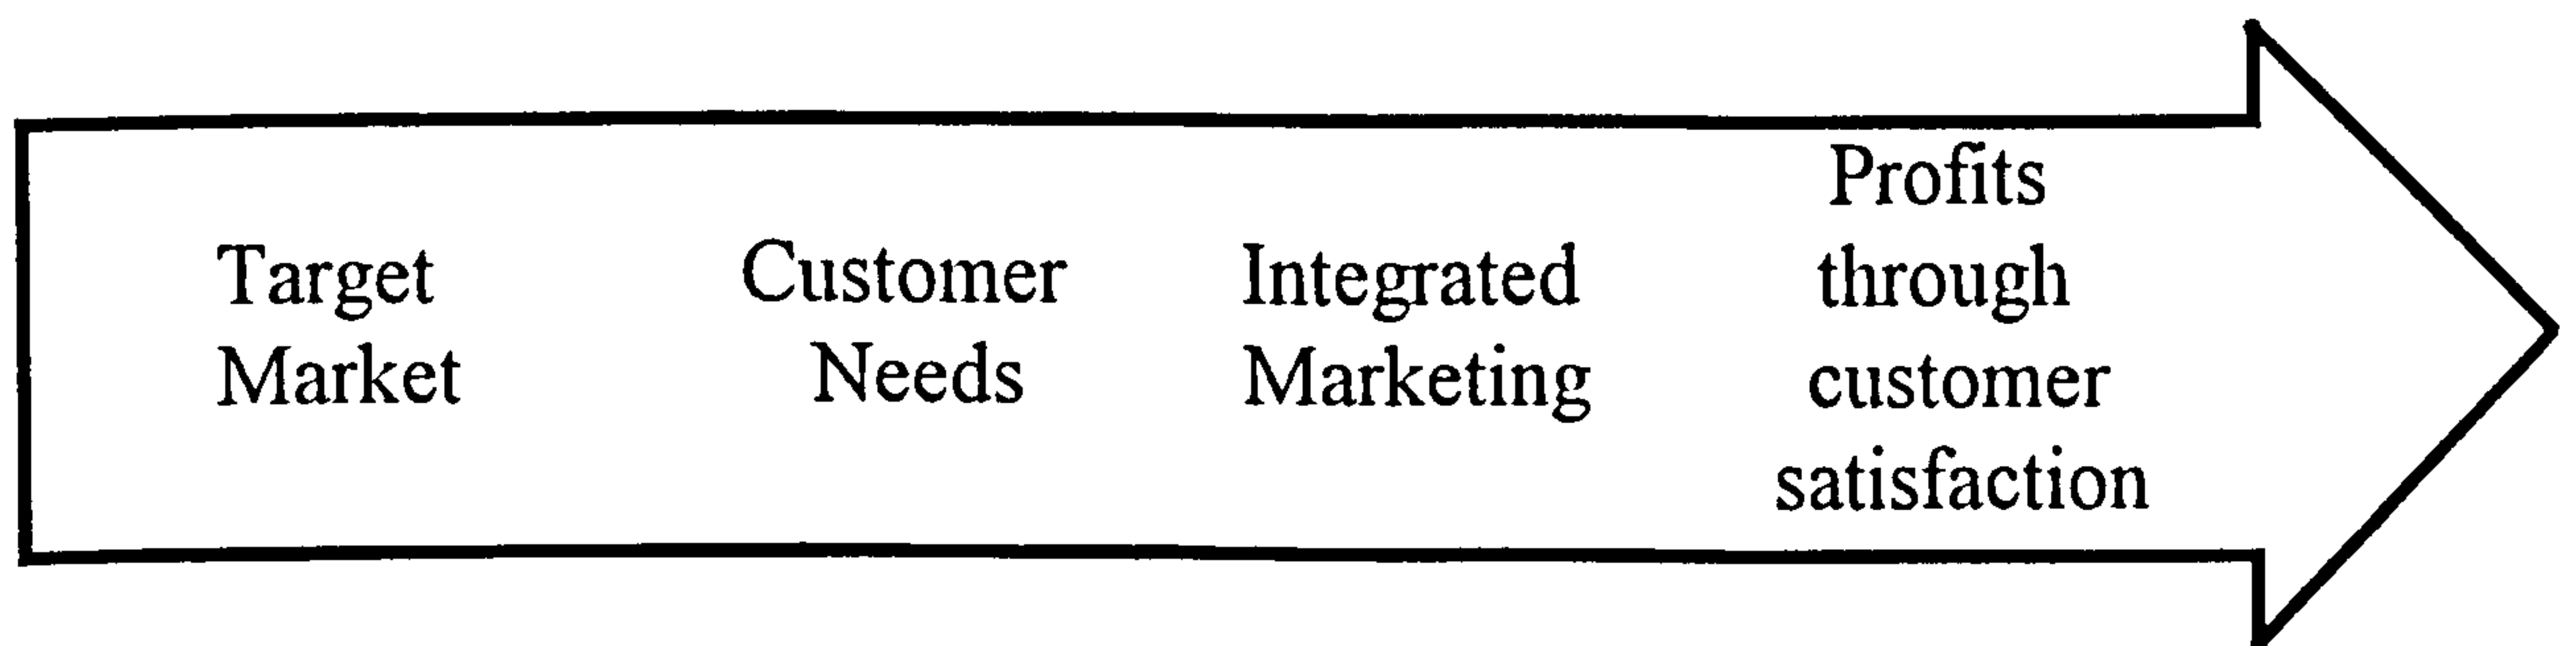 Target
Market
Customer
Needs
Integrated
Marketing
Profits
through
customer
satisfaction